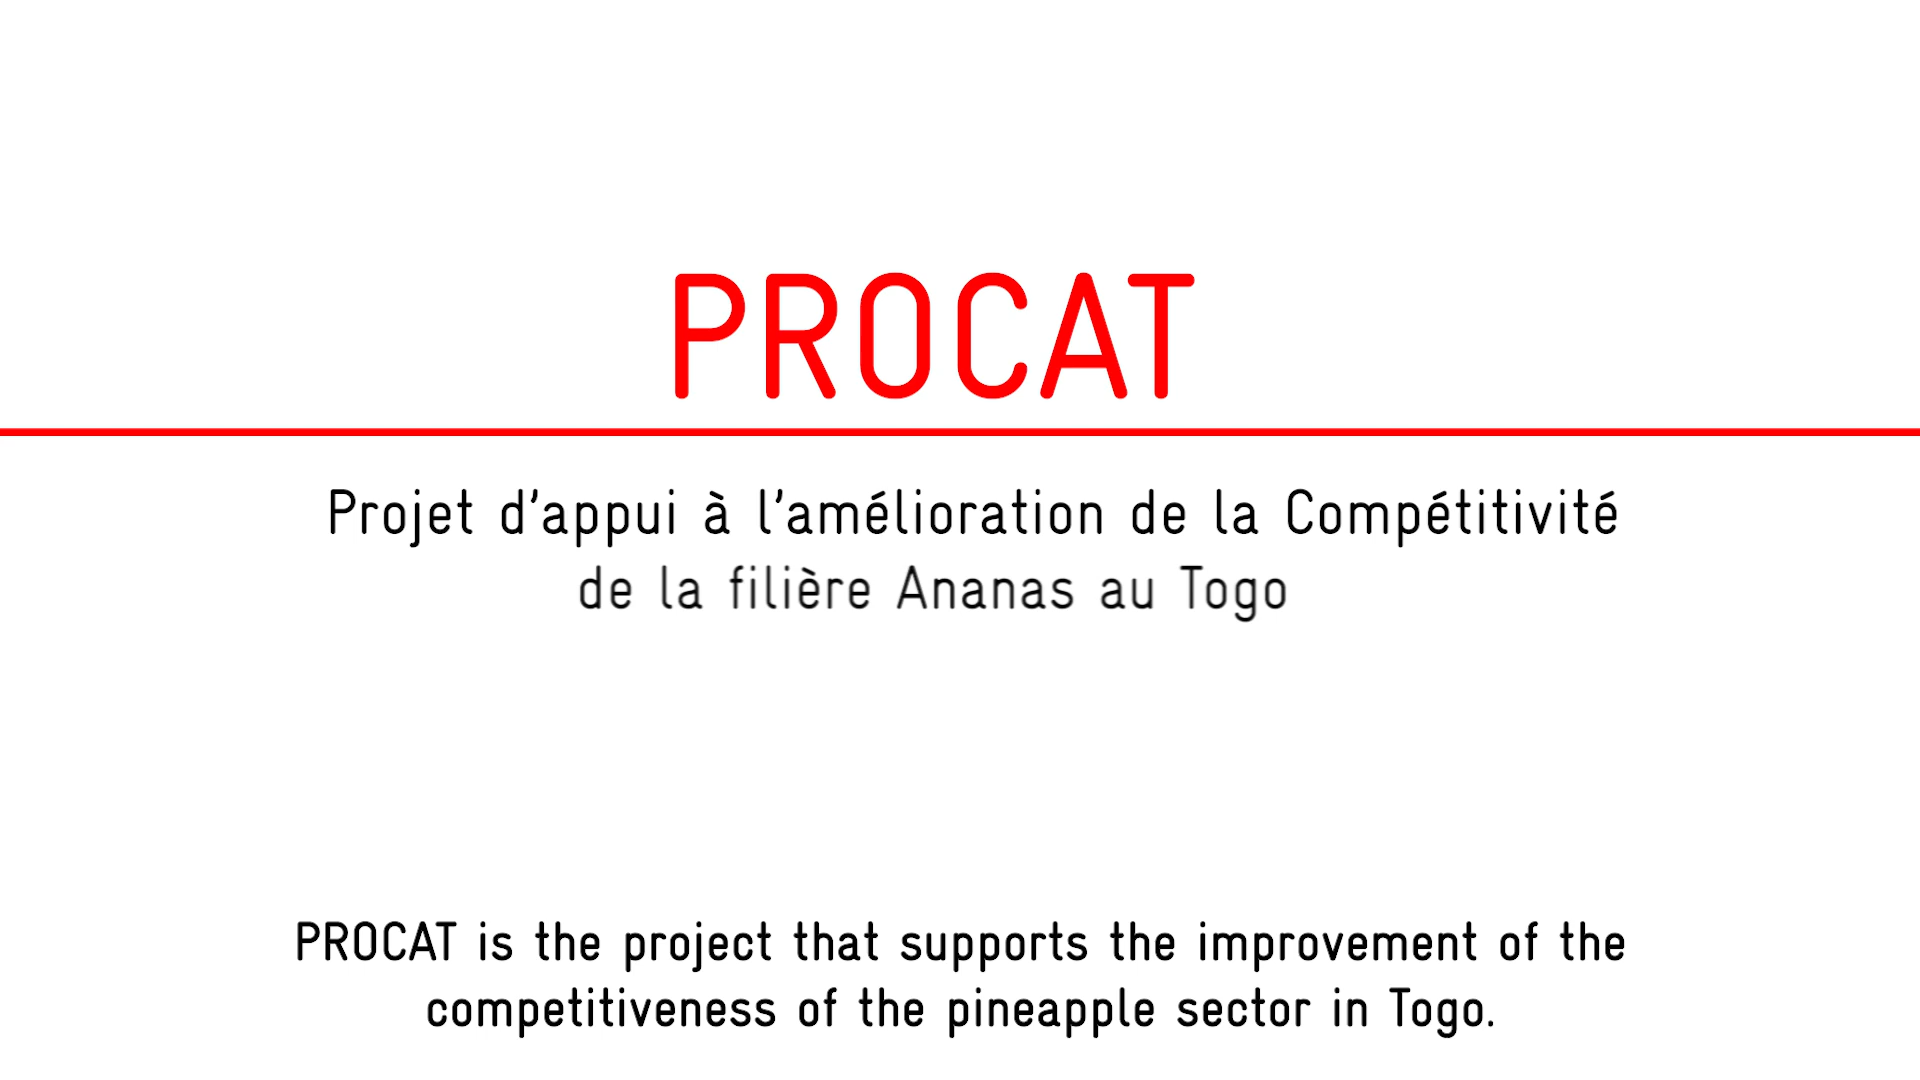 PROCAT
Projet d'appui à l'amélioration de la Compétitivité
de la filière Ananas au Togo
PROCAT is the project that supports the improvement of the
competitiveness of the pineapple sector in Togo.